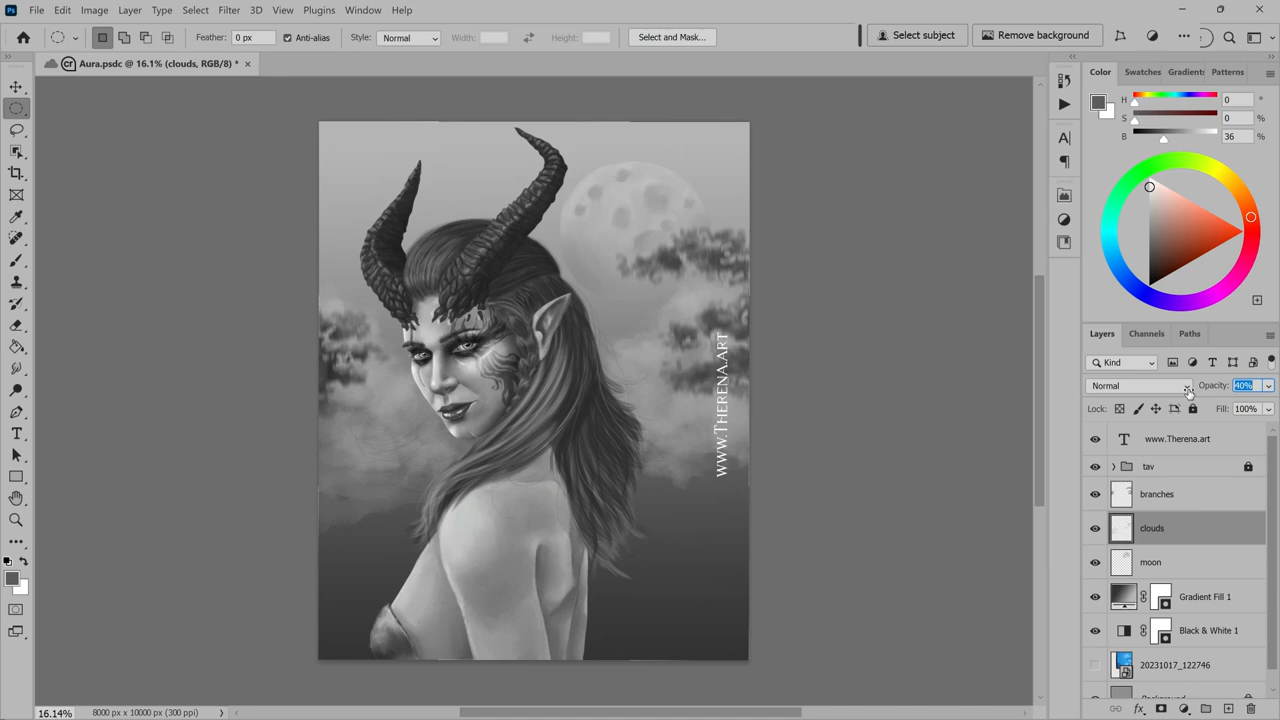 Ps File Edit Image Layer Type Select Filter 3D View Plugins Window Help
Feather: 0 px Anti-alias Style: Normal Width: Height: Select and Mask... Select subject Remove background
Aura.psdc @ 16.1% (clouds, RGB/8) * ×
Color Swatches Gradients Patterns
H 0 °
S 0 %
B 36 %
www.Therena.art
Layers Channels Paths
Kind
Normal Opacity: 40%
Lock: Fill: 100%
www.Therena.art
tav
branches
clouds
moon
Gradient Fill 1
Black & White 1
20231017_122746
16.14% 8000 px x 10000 px (300 ppi)